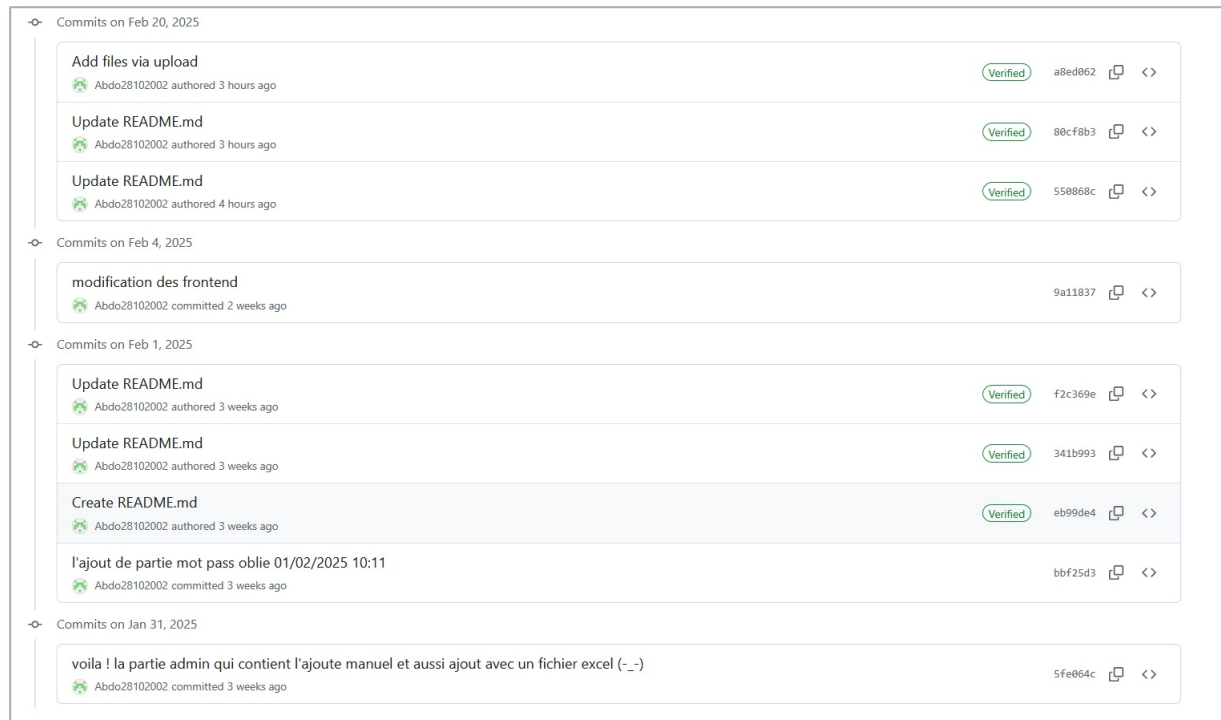 Commits on Feb 20, 2025
Add files via upload
Abdo28102002 authored 3 hours ago
Verified a8ed062
Update README.md
Abdo28102002 authored 3 hours ago
Verified 80cf8b3
Update README.md
Abdo28102002 authored 4 hours ago
Verified 550868c
Commits on Feb 4, 2025
modification des frontend
Abdo28102002 committed 2 weeks ago
9a11837
Commits on Feb 1, 2025
Update README.md
Abdo28102002 authored 3 weeks ago
Verified f2c369e
Update README.md
Abdo28102002 authored 3 weeks ago
Verified 341b993
Create README.md
Abdo28102002 authored 3 weeks ago
Verified eb99de4
l'ajout de partie mot pass oblie 01/02/2025 10:11
Abdo28102002 committed 3 weeks ago
bbf25d3
Commits on Jan 31, 2025
voila ! la partie admin qui contient l'ajoute manuel et aussi ajout avec un fichier excel (-_-)
Abdo28102002 committed 3 weeks ago
5fe064c